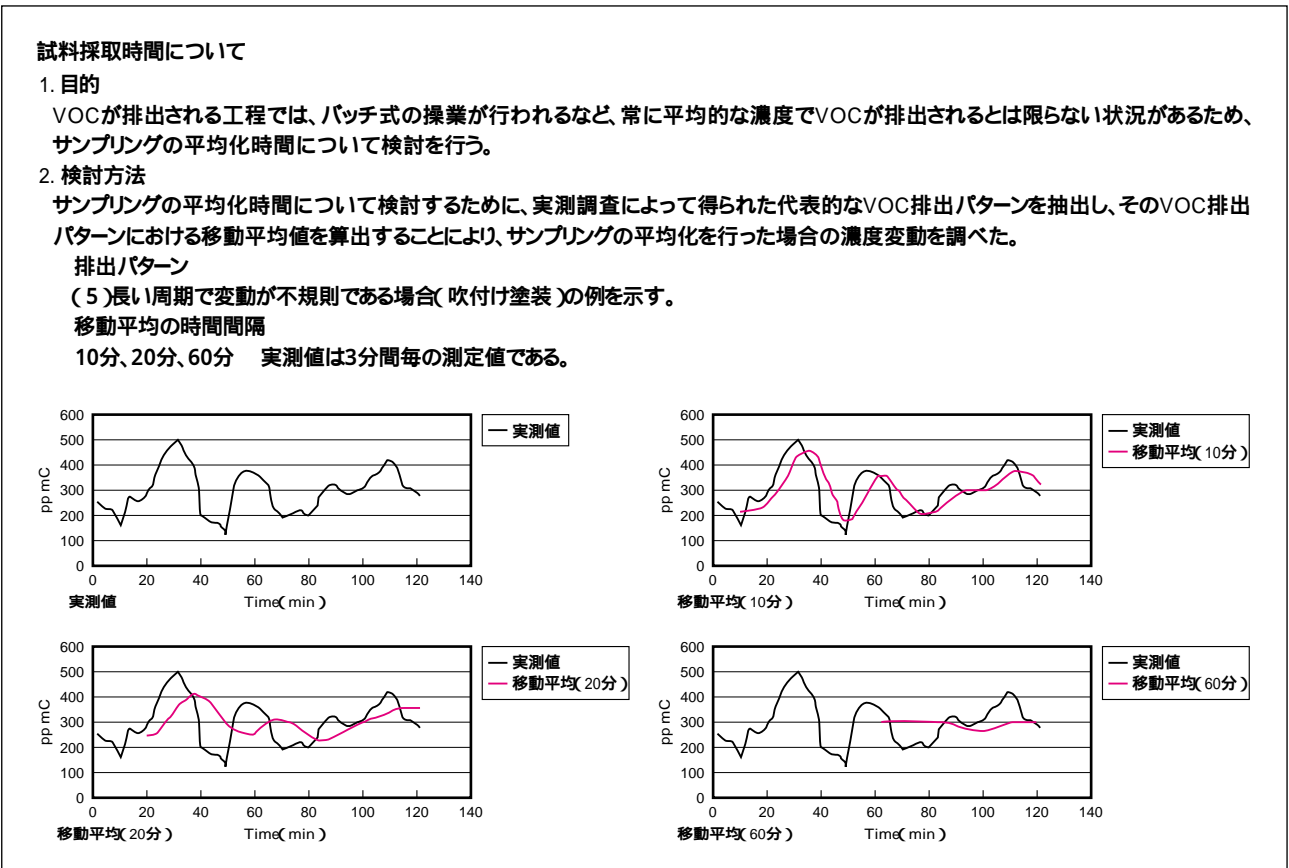 試料採取時間について
1. 目的
VOCが排出される工程では、バッチ式の操業が行われるなど、常に平均的な濃度でVOCが排出されるとは限らない状況があるため、
サンプリングの平均化時間について検討を行う。
2. 検討方法
サンプリングの平均化時間について検討するために、実測調査によって得られた代表的なVOC排出パターンを抽出し、そのVOC排出
パターンにおける移動平均値を算出することにより、サンプリングの平均化を行った場合の濃度変動を調べた。
排出パターン
(5)長い周期で変動が不規則である場合(吹付け塗装)の例を示す。
移動平均の時間間隔
10分、20分、60分 実測値は3分間毎の測定値である。
600
500
400
300
200
100
0
ppmC
0 20 40 60 80 100 120 140
実測値 Time(min)
実測値
600
500
400
300
200
100
0
ppmC
0 20 40 60 80 100 120 140
移動平均(10分) Time(min)
実測値
移動平均(10分)
600
500
400
300
200
100
0
ppmC
0 20 40 60 80 100 120 140
移動平均(20分) Time(min)
実測値
移動平均(20分)
600
500
400
300
200
100
0
ppmC
0 20 40 60 80 100 120 140
移動平均(60分) Time(min)
実測値
移動平均(60分)